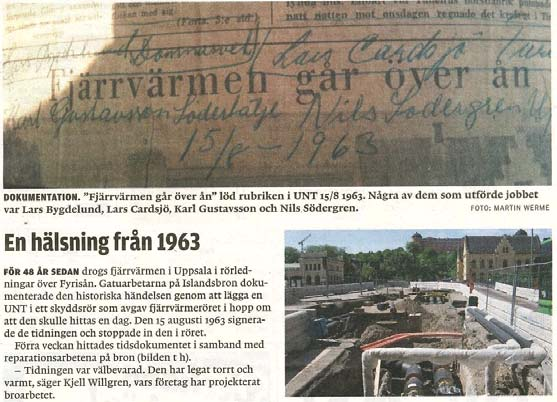 (Forts. 5:e sid.)
Domnarvet Lars Cardsjö
Fjärrvärmen går över ån
Gustavsson Södertälje Nils Södergren
15/8 - 1963
DOKUMENTATION. "Fjärrvärmen går över ån" löd rubriken i UNT 15/8 1963. Några av dem som utförde jobbet
var Lars Bygdelund, Lars Cardsjö, Karl Gustavsson och Nils Södergren.
FOTO: MARTIN WERME
En hälsning från 1963
FÖR 48 ÅR SEDAN drogs fjärrvärmen i Uppsala i rörled-
ningar över Fyrisån. Gatuarbetarna på Islandsbron doku-
menterade den historiska händelsen genom att lägga en
UNT i ett skyddsrör som avgav fjärrvärmeröret i hopp om
att den skulle hittas en dag. Den 15 augusti 1963 signera-
de de tidningen och stoppade in den i röret.
Förra veckan hittades tidsdokumentet i samband med
reparationsarbetena på bron (bilden t h).
– Tidningen var välbevarad. Den har legat torrt och
varmt, säger Kjell Willgren, vars företag har projekterat
broarbetet.